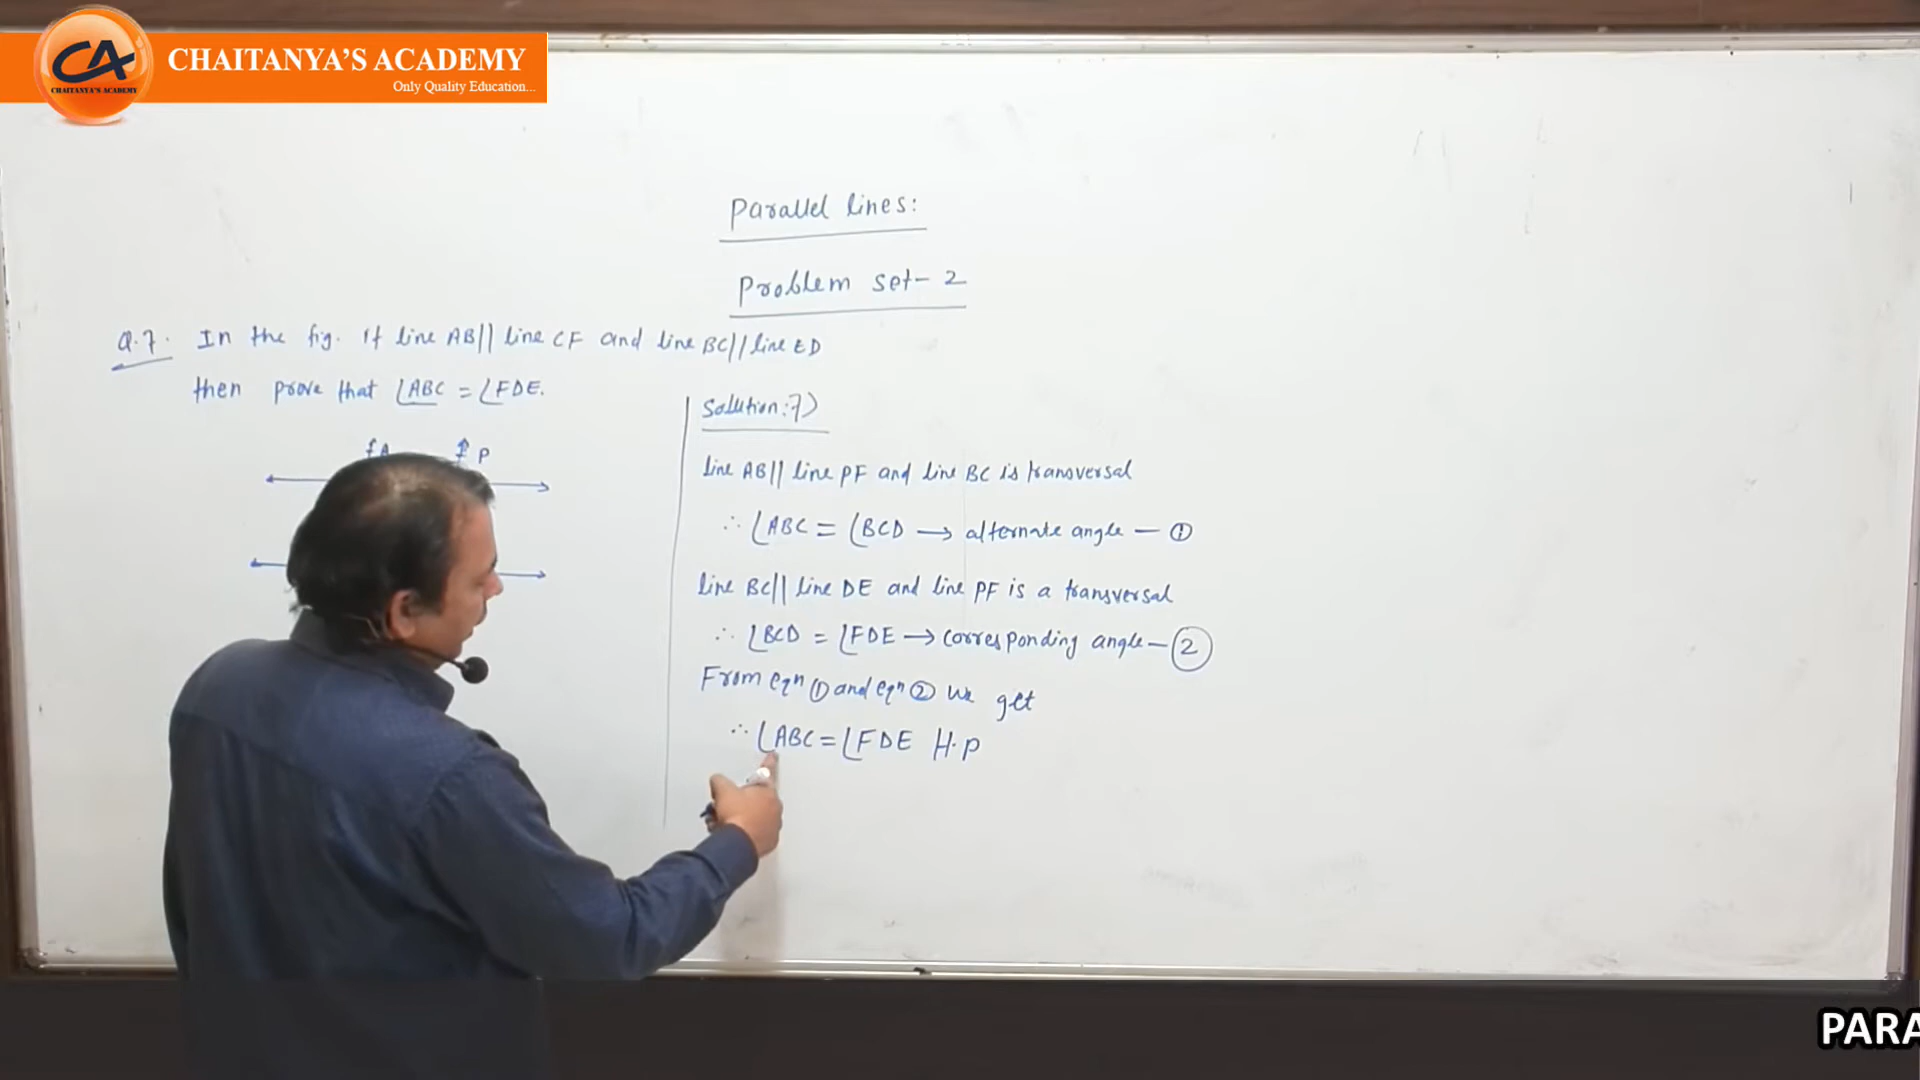 CA
CHAITANYA'S ACADEMY
CHAITANYA'S ACADEMY
Only Quality Education...
Parallel lines:
Problem set-2
Q.7. In the fig. If line AB|| line CF and line BC|| line ED
then prove that ∠ABC = ∠FDE.
A P
Solution:7)
line AB|| line PF and line BC is transversal
∴ ∠ABC = ∠BCD → alternate angle — ①
line BC|| line DE and line PF is a transversal
∴ ∠BCD = ∠FDE → corresponding angle — ②
From eqⁿ ① and eqⁿ ② we get
∴ ∠ABC = ∠FDE H.P
PARA